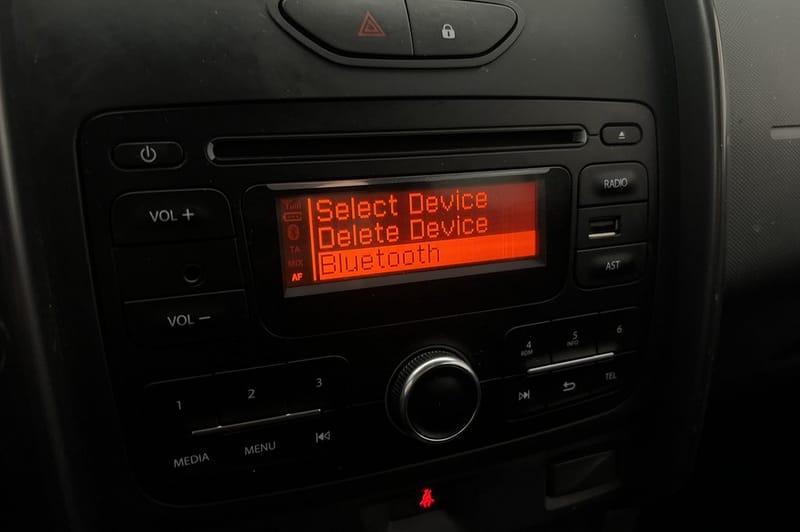 VOL +
VOL −
RADIO
AST
Select Device
Delete Device
Bluetooth
TA
MIX
AF
1
2
3
4
RDM
5
INFO
6
MEDIA
MENU
TEL